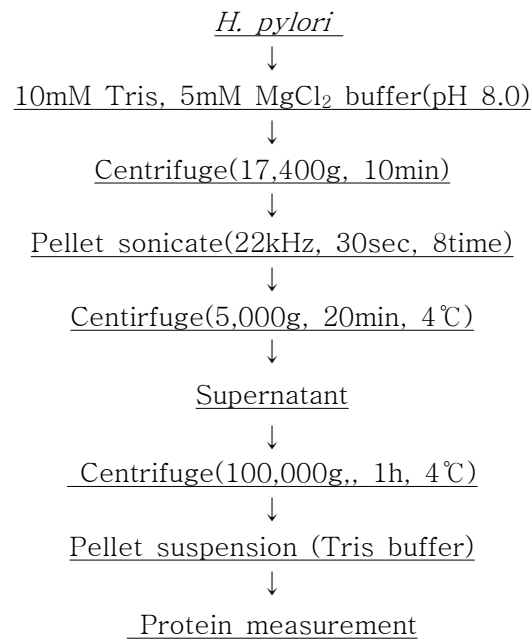 H. pylori
↓
10mM Tris, 5mM MgCl₂ buffer(pH 8.0)
↓
Centrifuge(17,400g, 10min)
↓
Pellet sonicate(22kHz, 30sec, 8time)
↓
Centirfuge(5,000g, 20min, 4℃)
↓
Supernatant
↓
Centrifuge(100,000g,, 1h, 4℃)
↓
Pellet suspension (Tris buffer)
↓
Protein measurement